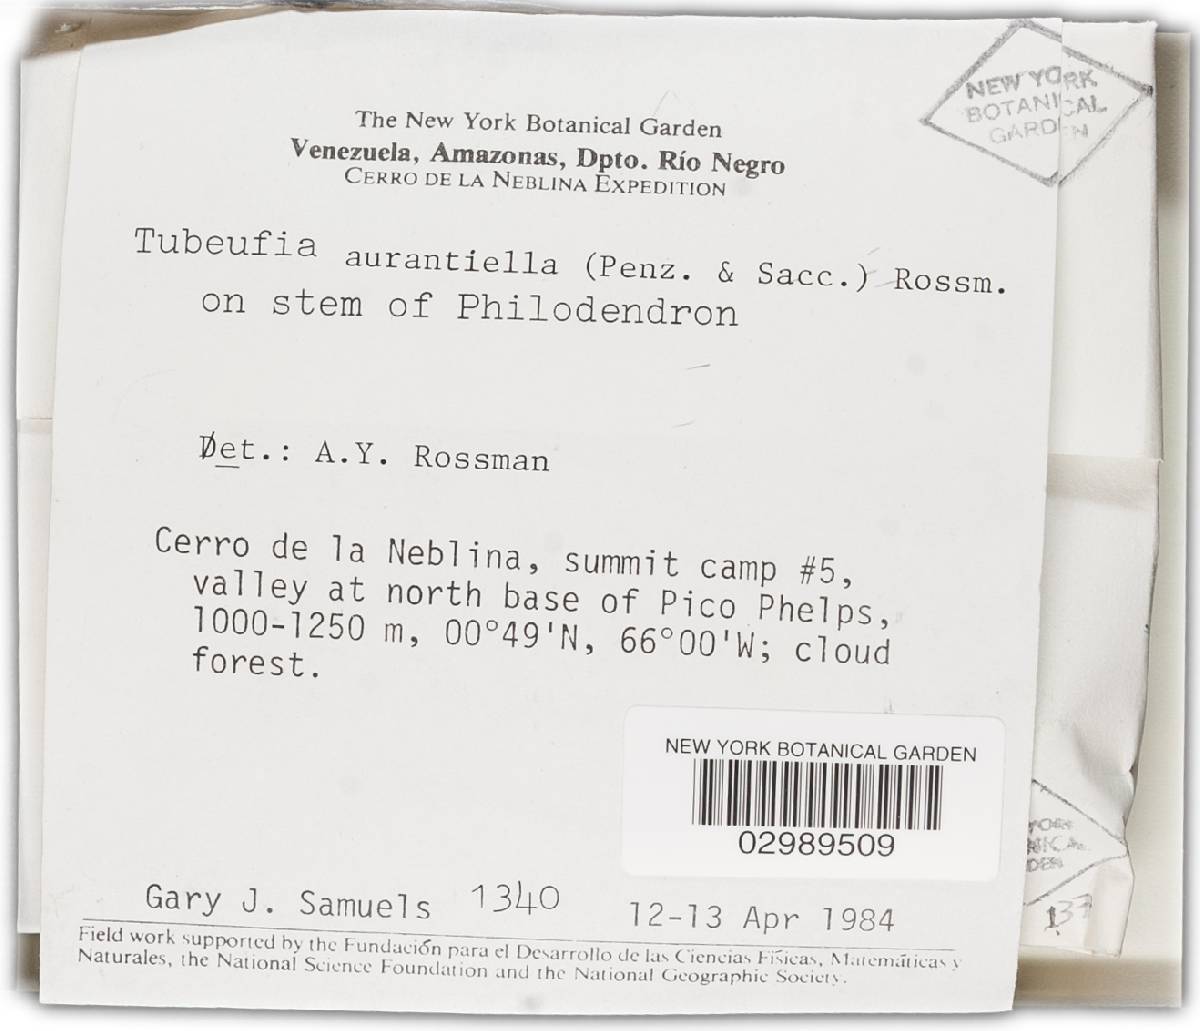 NEW YORK
BOTANICAL
GARDEN
The New York Botanical Garden
Venezuela, Amazonas, Dpto. Río Negro
CERRO DE LA NEBLINA EXPEDITION
Tubeufia aurantiella (Penz. & Sacc.) Rossm.
on stem of Philodendron
Det.: A.Y. Rossman
Cerro de la Neblina, summit camp #5,
valley at north base of Pico Phelps,
1000-1250 m, 00°49'N, 66°00'W; cloud
forest.
NEW YORK BOTANICAL GARDEN
02989509
Gary J. Samuels 1340 12-13 Apr 1984
Field work supported by the Fundación para el Desarrollo de las Ciencias Físicas, Matemáticas y
Naturales, the National Science Foundation and the National Geographic Society.